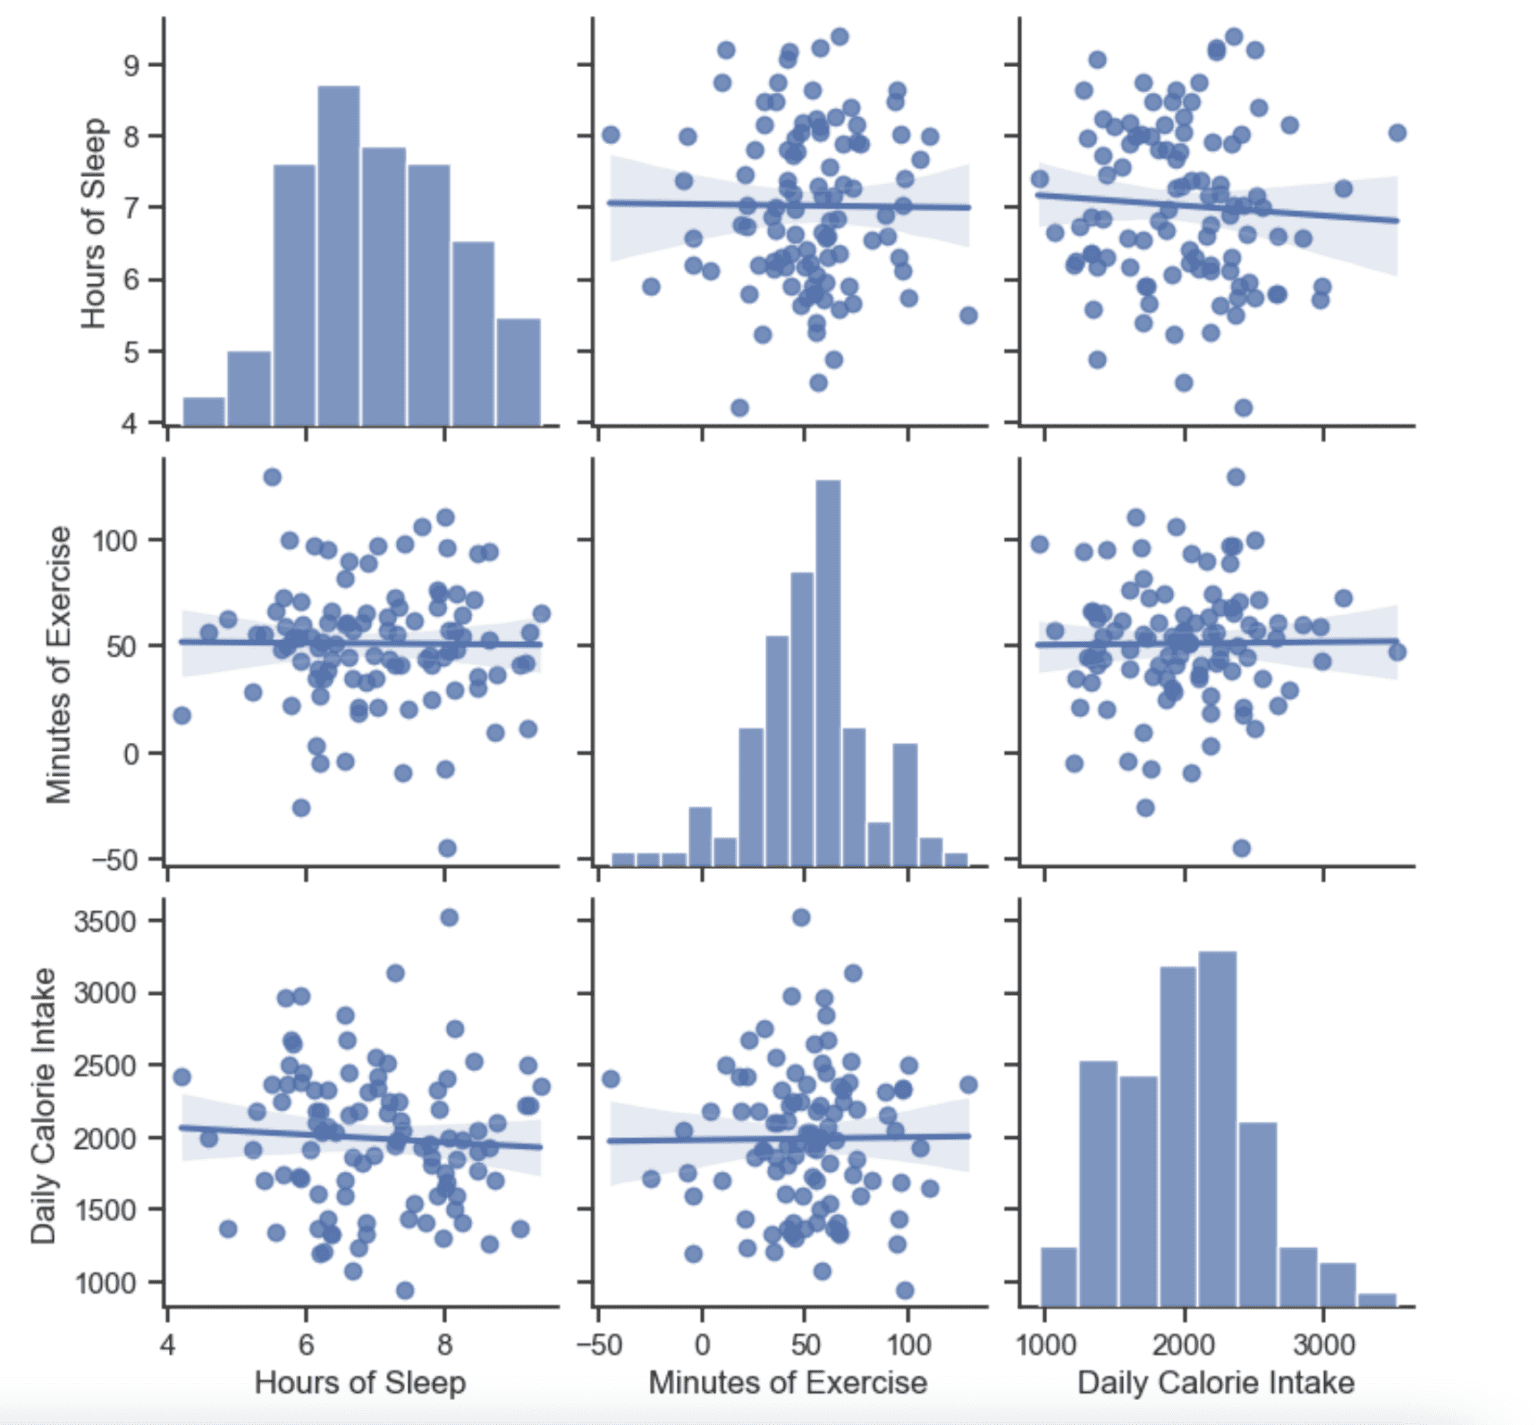 Hours of Sleep
9
8
7
6
5
4
Minutes of Exercise
100
50
0
−50
Daily Calorie Intake
3500
3000
2500
2000
1500
1000
4 6 8
−50 0 50 100
1000 2000 3000
Hours of Sleep
Minutes of Exercise
Daily Calorie Intake